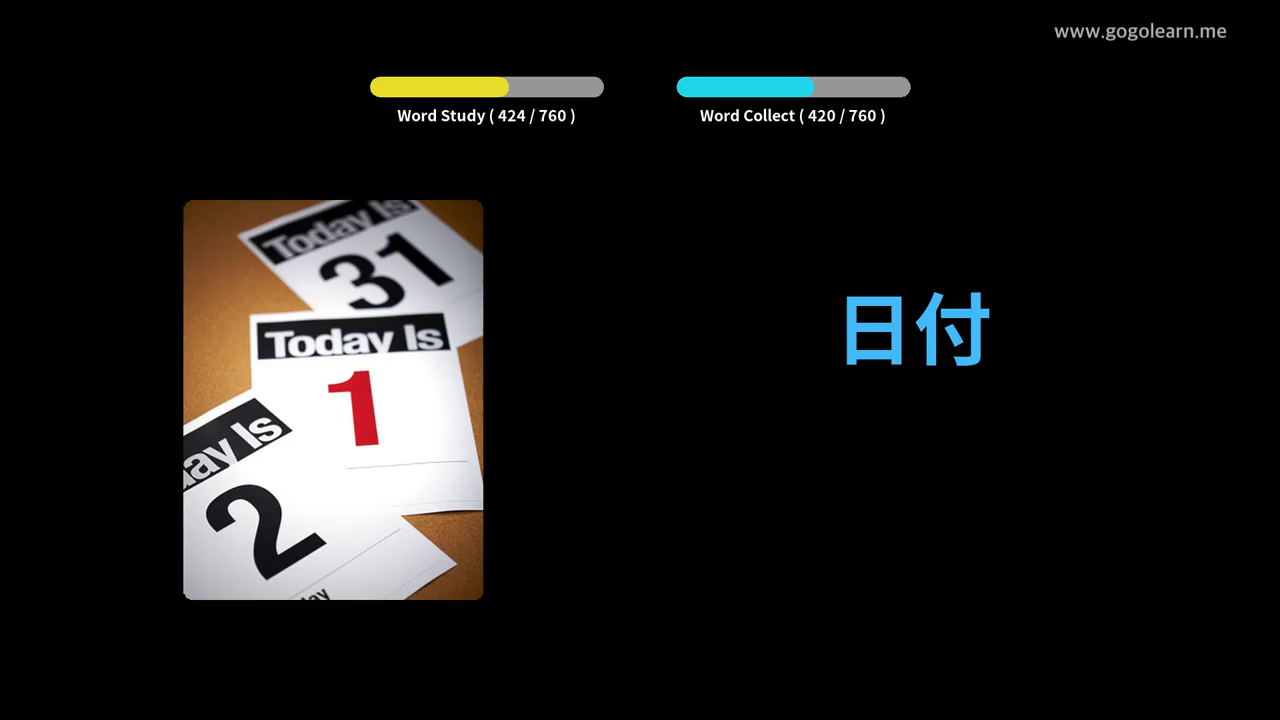 www.gogolearn.me
Word Study ( 424 / 760 )
Word Collect ( 420 / 760 )
Today Is
31
Today Is
1
day Is
2
日付